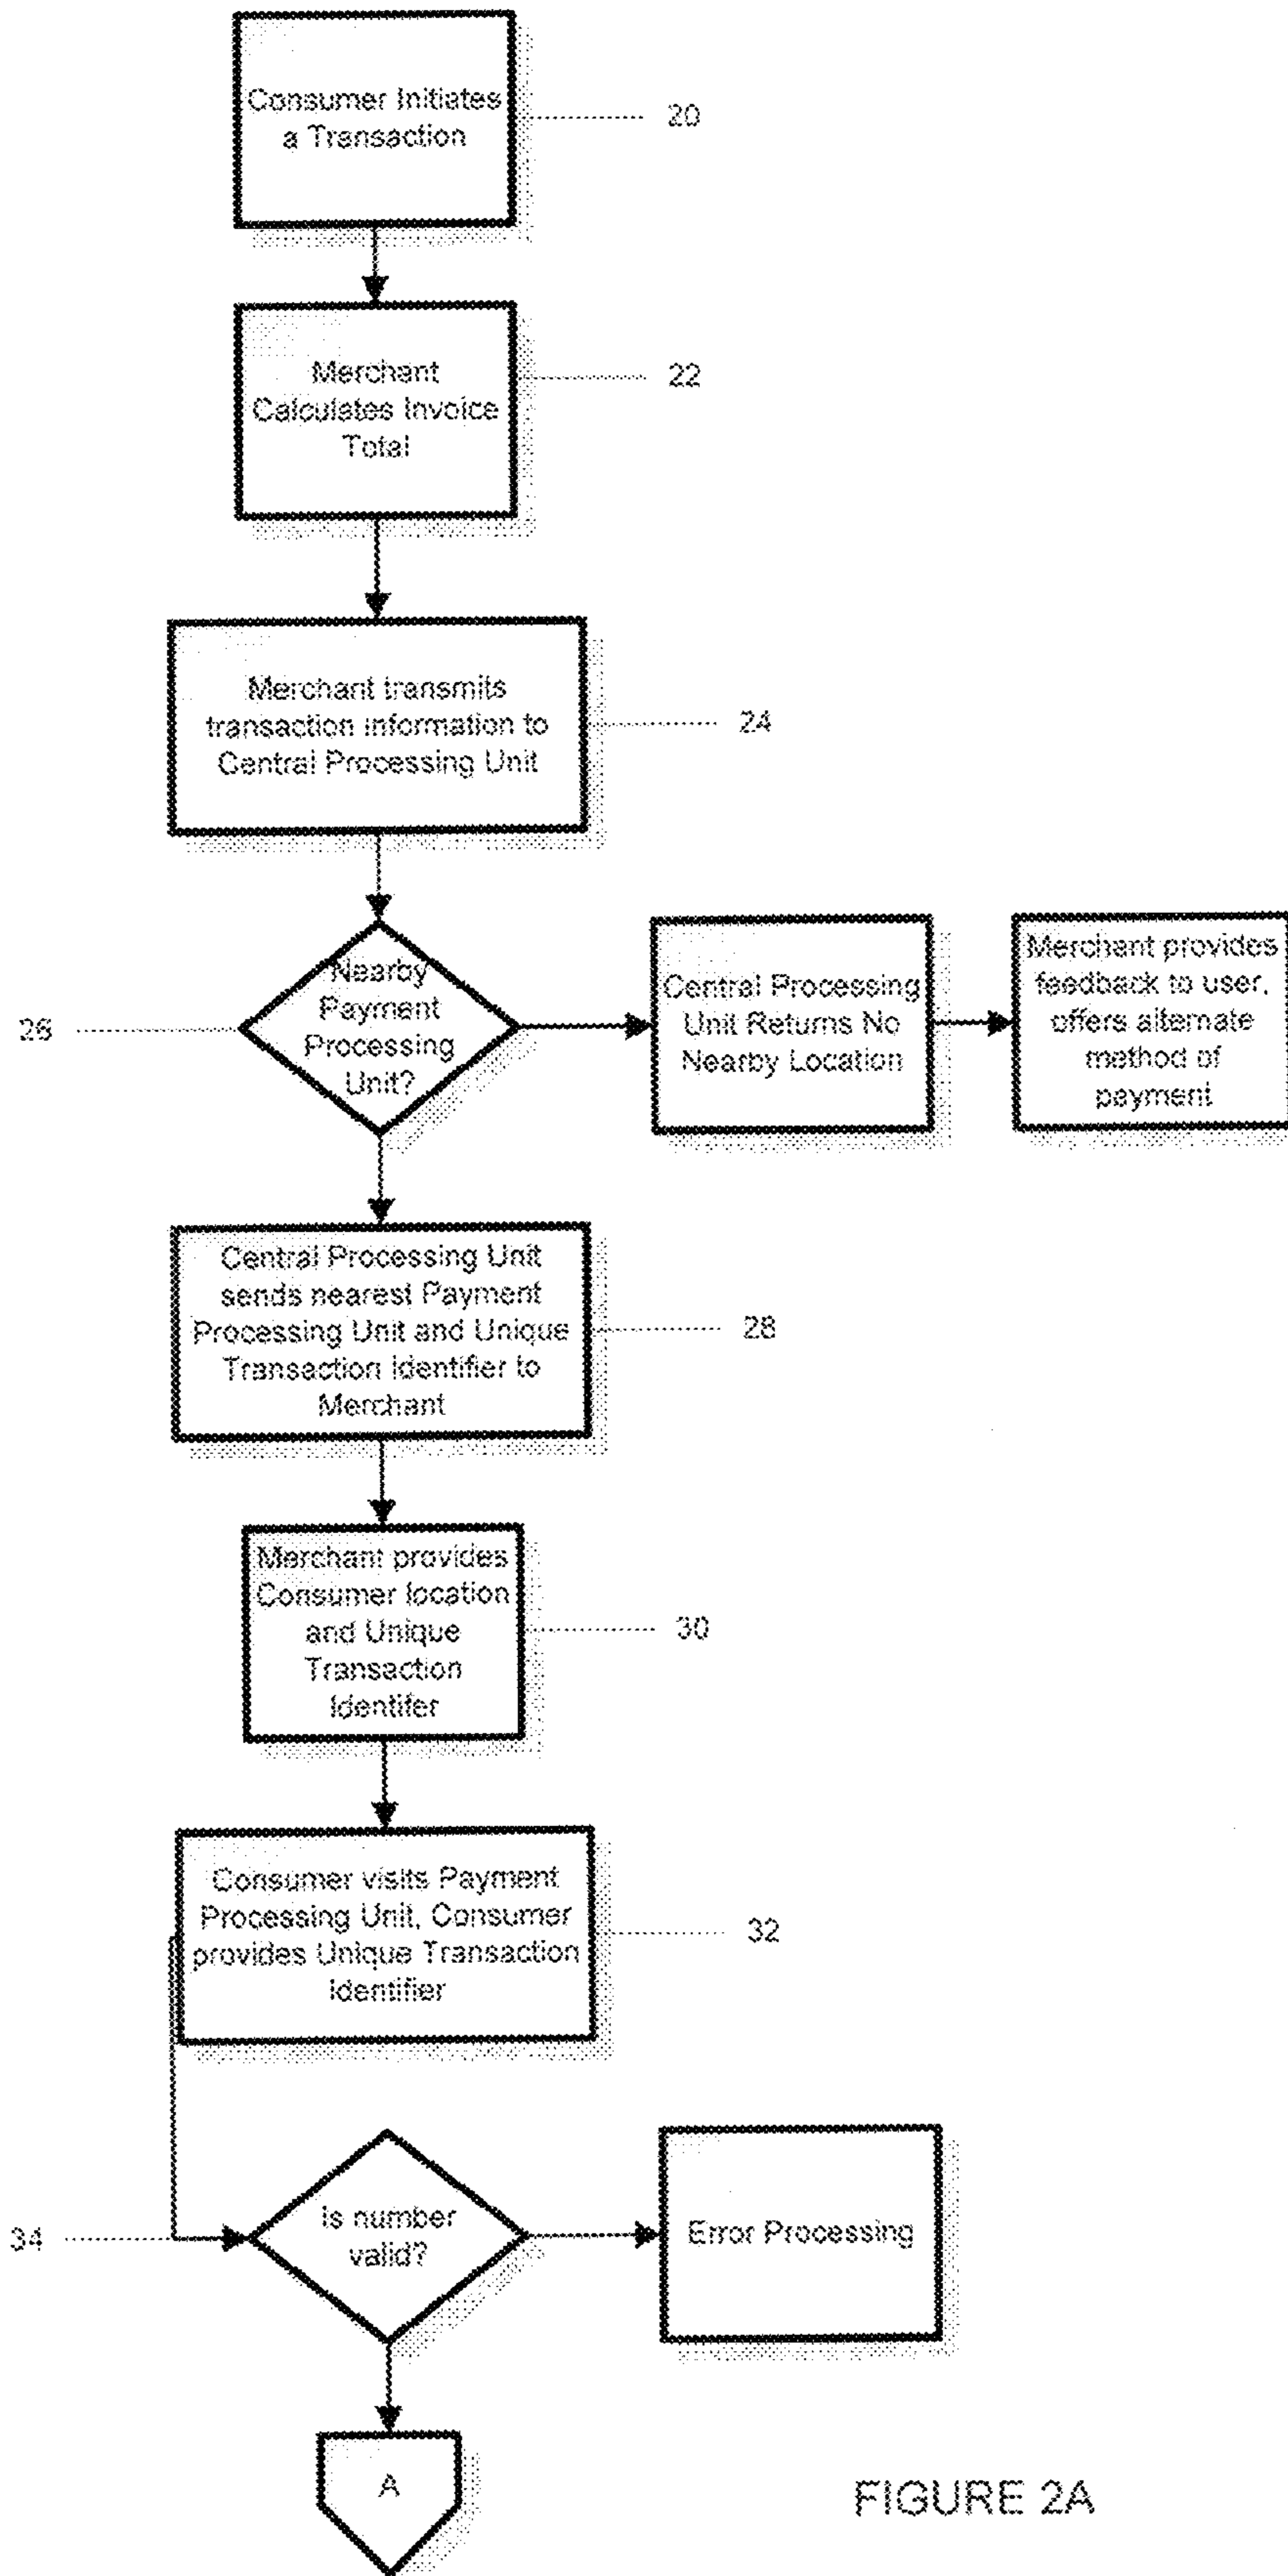 Consumer Initiates
a Transaction
20
Merchant
Calculates Invoice
Total
22
Merchant transmits
transaction information to
Central Processing Unit
24
26
Nearby
Payment
Processing
Unit?
Central Processing
Unit Returns No
Nearby Location
Merchant provides
feedback to user,
offers alternate
method of
payment
Central Processing Unit
sends nearest Payment
Processing Unit and Unique
Transaction Identifier to
Merchant
28
Merchant provides
Consumer location
and Unique
Transaction
Identifer
30
Consumer visits Payment
Processing Unit, Consumer
provides Unique Transaction
Identifier
32
34
Is number
valid?
Error Processing
A
FIGURE 2A